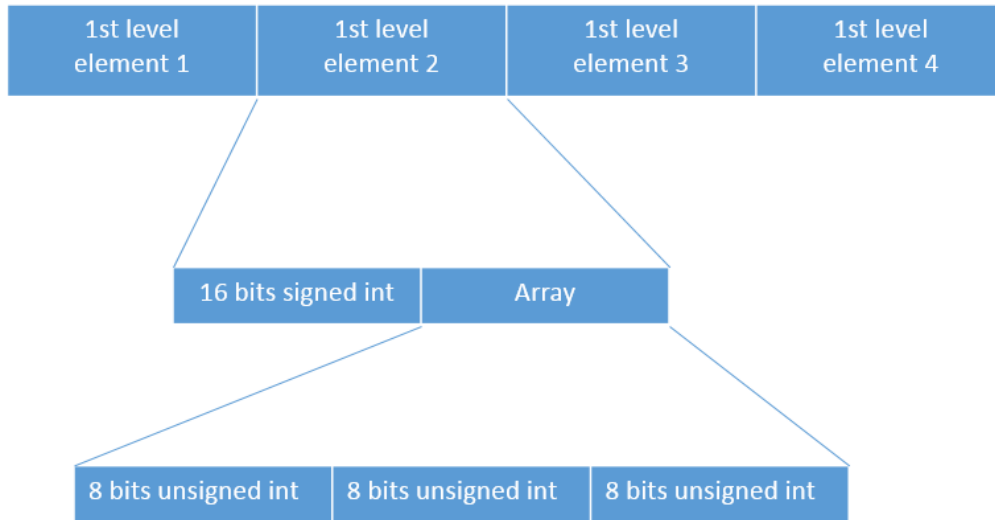 1st level
element 1
1st level
element 2
1st level
element 3
1st level
element 4
16 bits signed int
Array
8 bits unsigned int
8 bits unsigned int
8 bits unsigned int